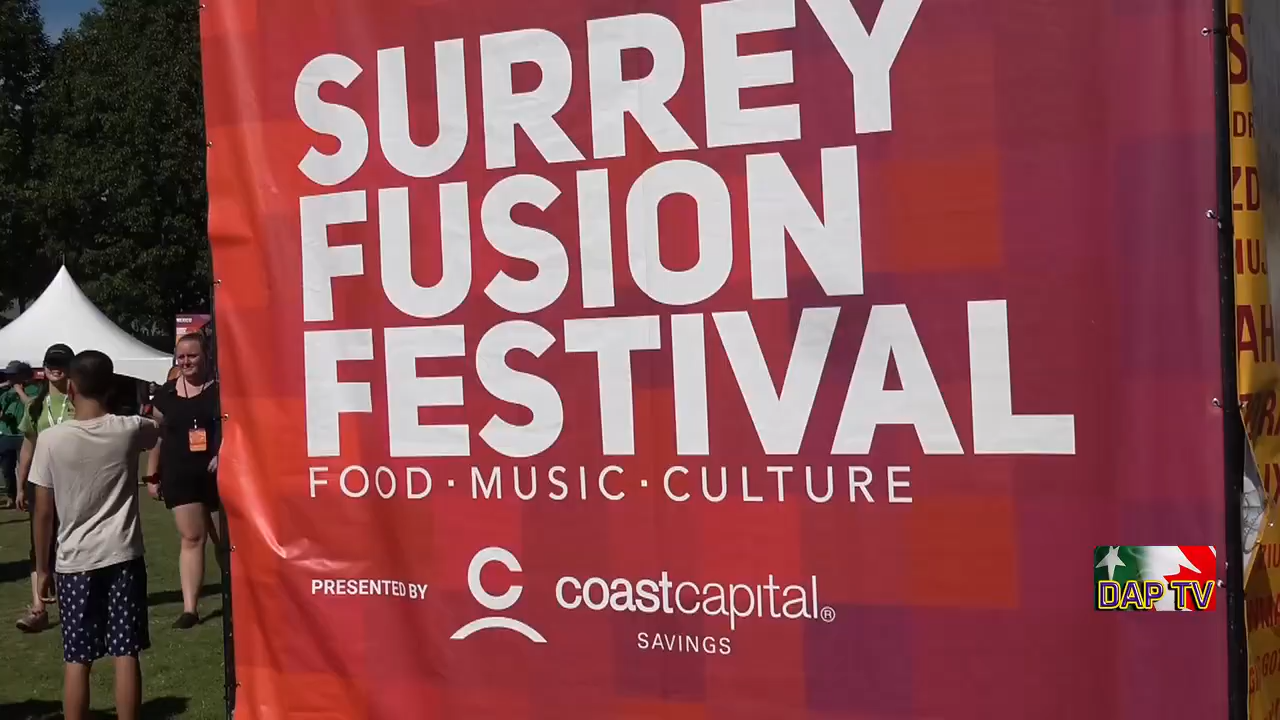 SURREY
FUSION
FESTIVAL
FOOD · MUSIC · CULTURE
PRESENTED BY
coastcapital®
SAVINGS
DAP TV